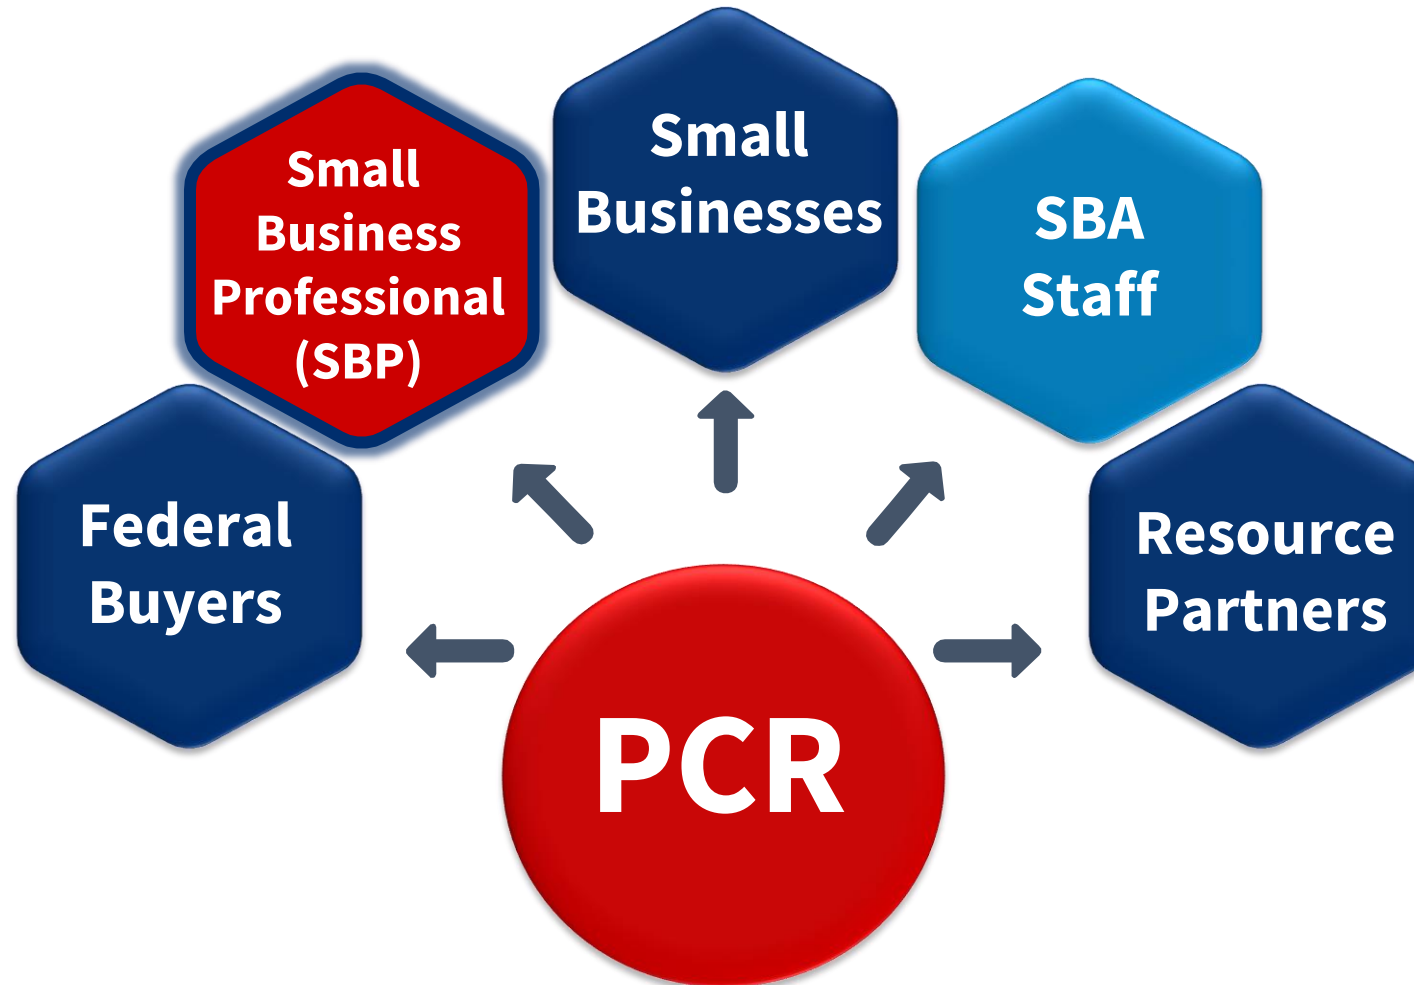 Small
Businesses
Small
Business
Professional
(SBP)
SBA
Staff
Federal
Buyers
Resource
Partners
PCR